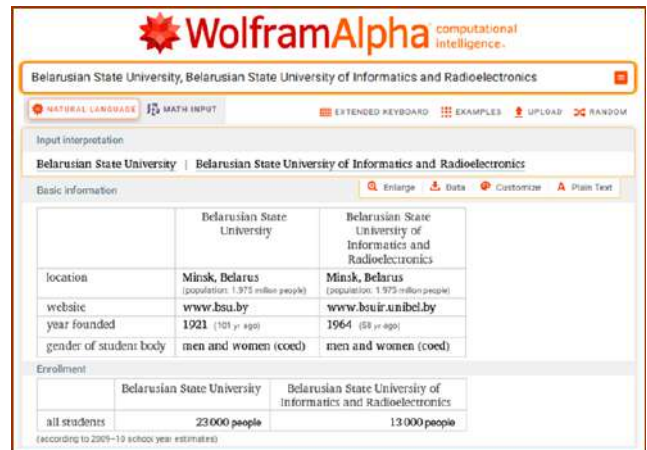 WolframAlpha computational intelligence.
Belarusian State University, Belarusian State University of Informatics and Radioelectronics
NATURAL LANGUAGE MATH INPUT EXTENDED KEYBOARD EXAMPLES UPLOAD RANDOM
Input interpretation
Belarusian State University | Belarusian State University of Informatics and Radioelectronics
Basic information Enlarge Data Customize A Plain Text
Belarusian State Belarusian State
University University of
Informatics and
Radioelectronics
location Minsk, Belarus Minsk, Belarus
(population: 1.975 million people) (population: 1.975 million people)
website www.bsu.by www.bsuir.unibel.by
year founded 1921 (101 yr ago) 1964 (58 yr ago)
gender of student body men and women (coed) men and women (coed)
Enrollment
Belarusian State University Belarusian State University of
Informatics and Radioelectronics
all students 23000 people 13000 people
(according to 2009-10 school year estimates)